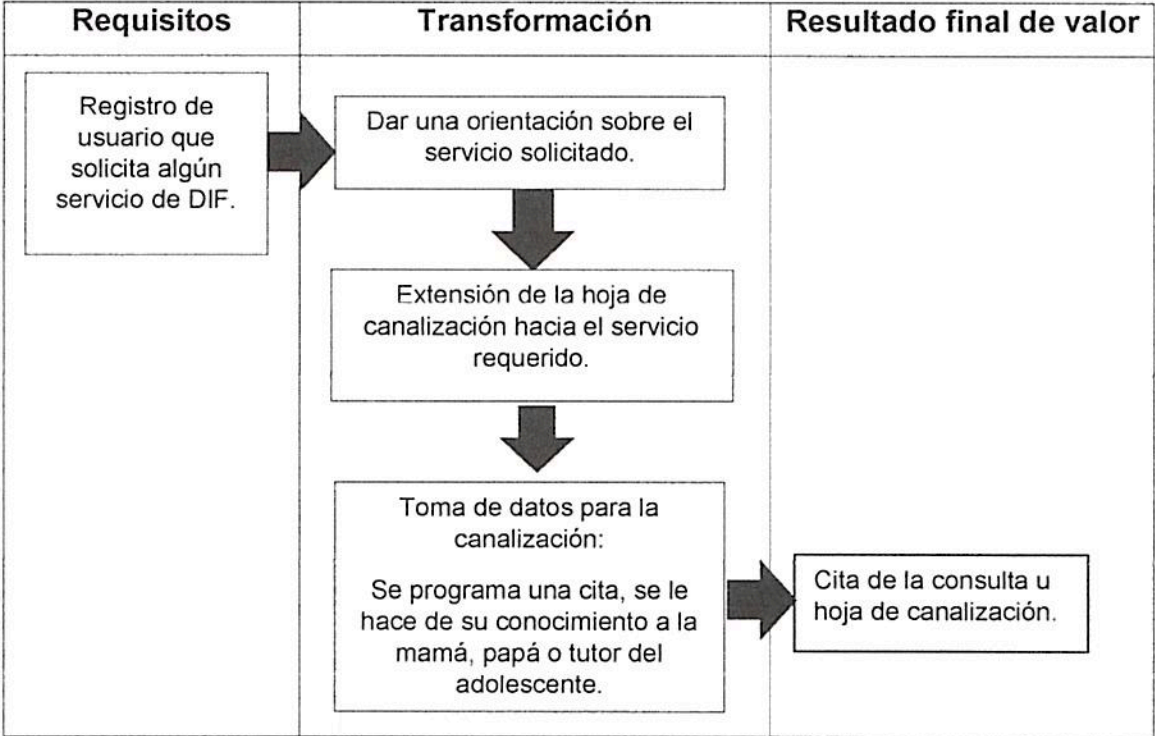 Requisitos
Transformación
Resultado final de valor
Registro de
usuario que
solicita algún
servicio de DIF.
Dar una orientación sobre el
servicio solicitado.
Extensión de la hoja de
canalización hacia el servicio
requerido.
Toma de datos para la
canalización:
Se programa una cita, se le
hace de su conocimiento a la
mamá, papá o tutor del
adolescente.
Cita de la consulta u
hoja de canalización.